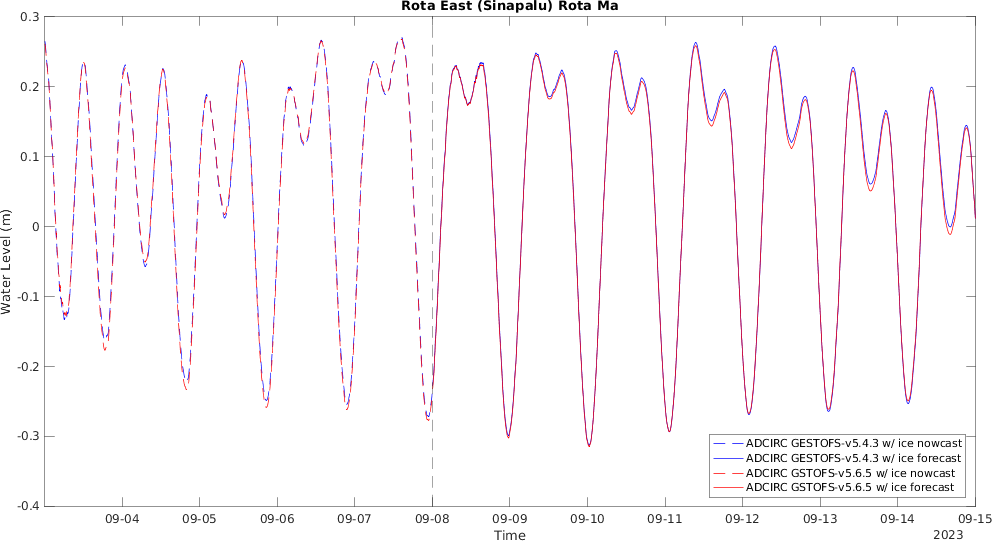 Rota East (Sinapalu) Rota Ma
0.3
0.2
0.1
0
-0.1
-0.2
-0.3
-0.4
Water Level (m)
ADCIRC GESTOFS-v5.4.3 w/ ice nowcast
ADCIRC GESTOFS-v5.4.3 w/ ice forecast
ADCIRC GSTOFS-v5.6.5 w/ ice nowcast
ADCIRC GSTOFS-v5.6.5 w/ ice forecast
09-04 09-05 09-06 09-07 09-08 09-09 09-10 09-11 09-12 09-13 09-14 09-15
Time
2023